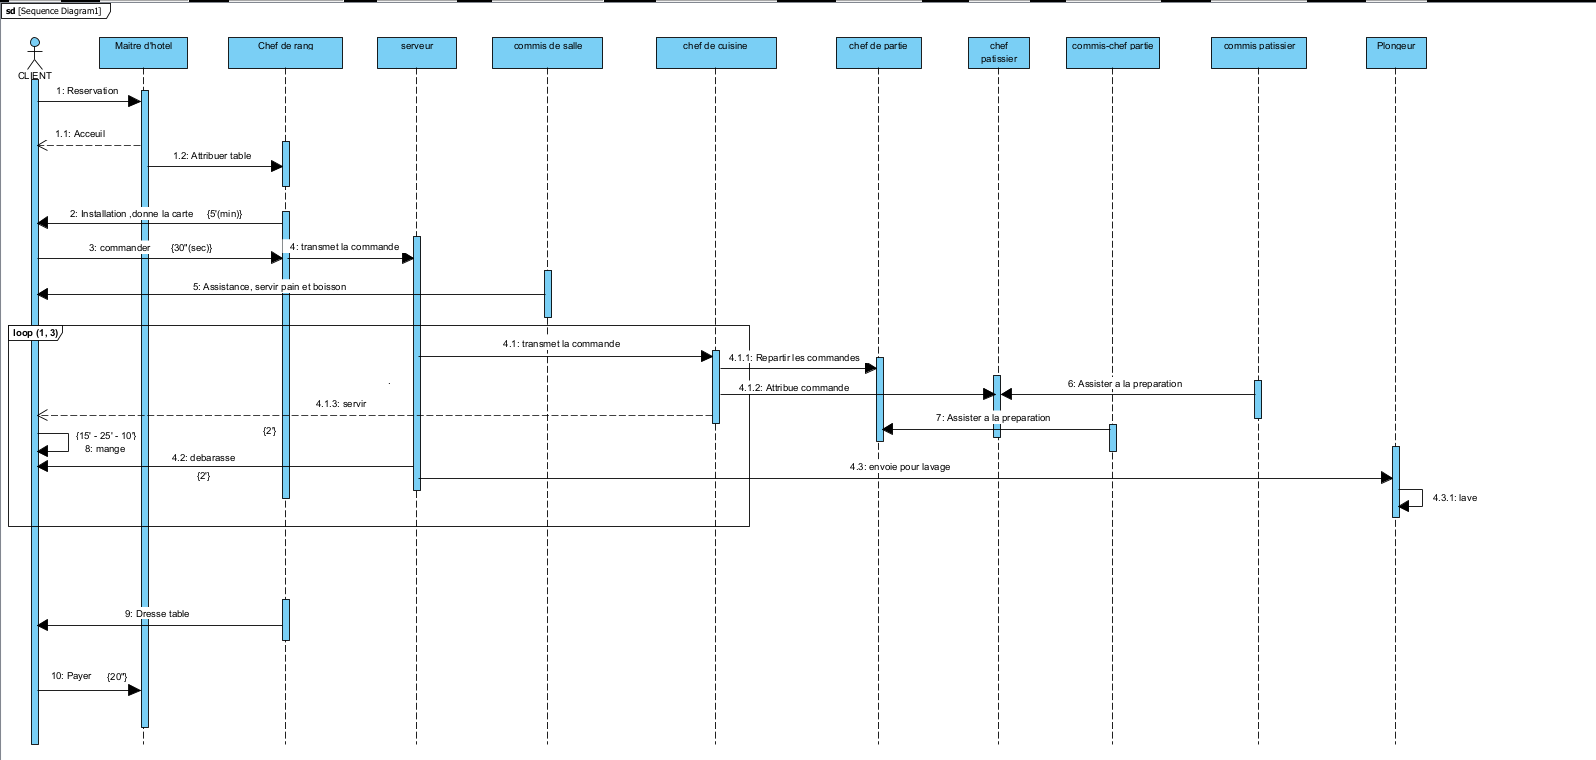 sd [Sequence Diagram1]
CLIENT
Maitre d'hotel
Chef de rang
serveur
commis de salle
chef de cuisine
chef de partie
chef
patissier
commis-chef partie
commis patissier
Plongeur
1: Reservation
1.1: Acceuil
1.2: Attribuer table
2: Installation ,donne la carte {5'(min)}
3: commander {30"(sec)}
4: transmet la commande
5: Assistance, servir pain et boisson
loop (1, 3)
4.1: transmet la commande
4.1.1: Repartir les commandes
4.1.2: Attribue commande
6: Assister a la preparation
4.1.3: servir
7: Assister a la preparation
{15' - 25' - 10'}
{2'}
8: mange
4.2: debarasse
{2'}
4.3: envoie pour lavage
4.3.1: lave
9: Dresse table
10: Payer {20"}